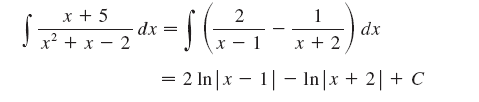 ∫ (x + 5)/(x² + x − 2) dx = ∫ (2/(x − 1) − 1/(x + 2)) dx
= 2 ln|x − 1| − ln|x + 2| + C